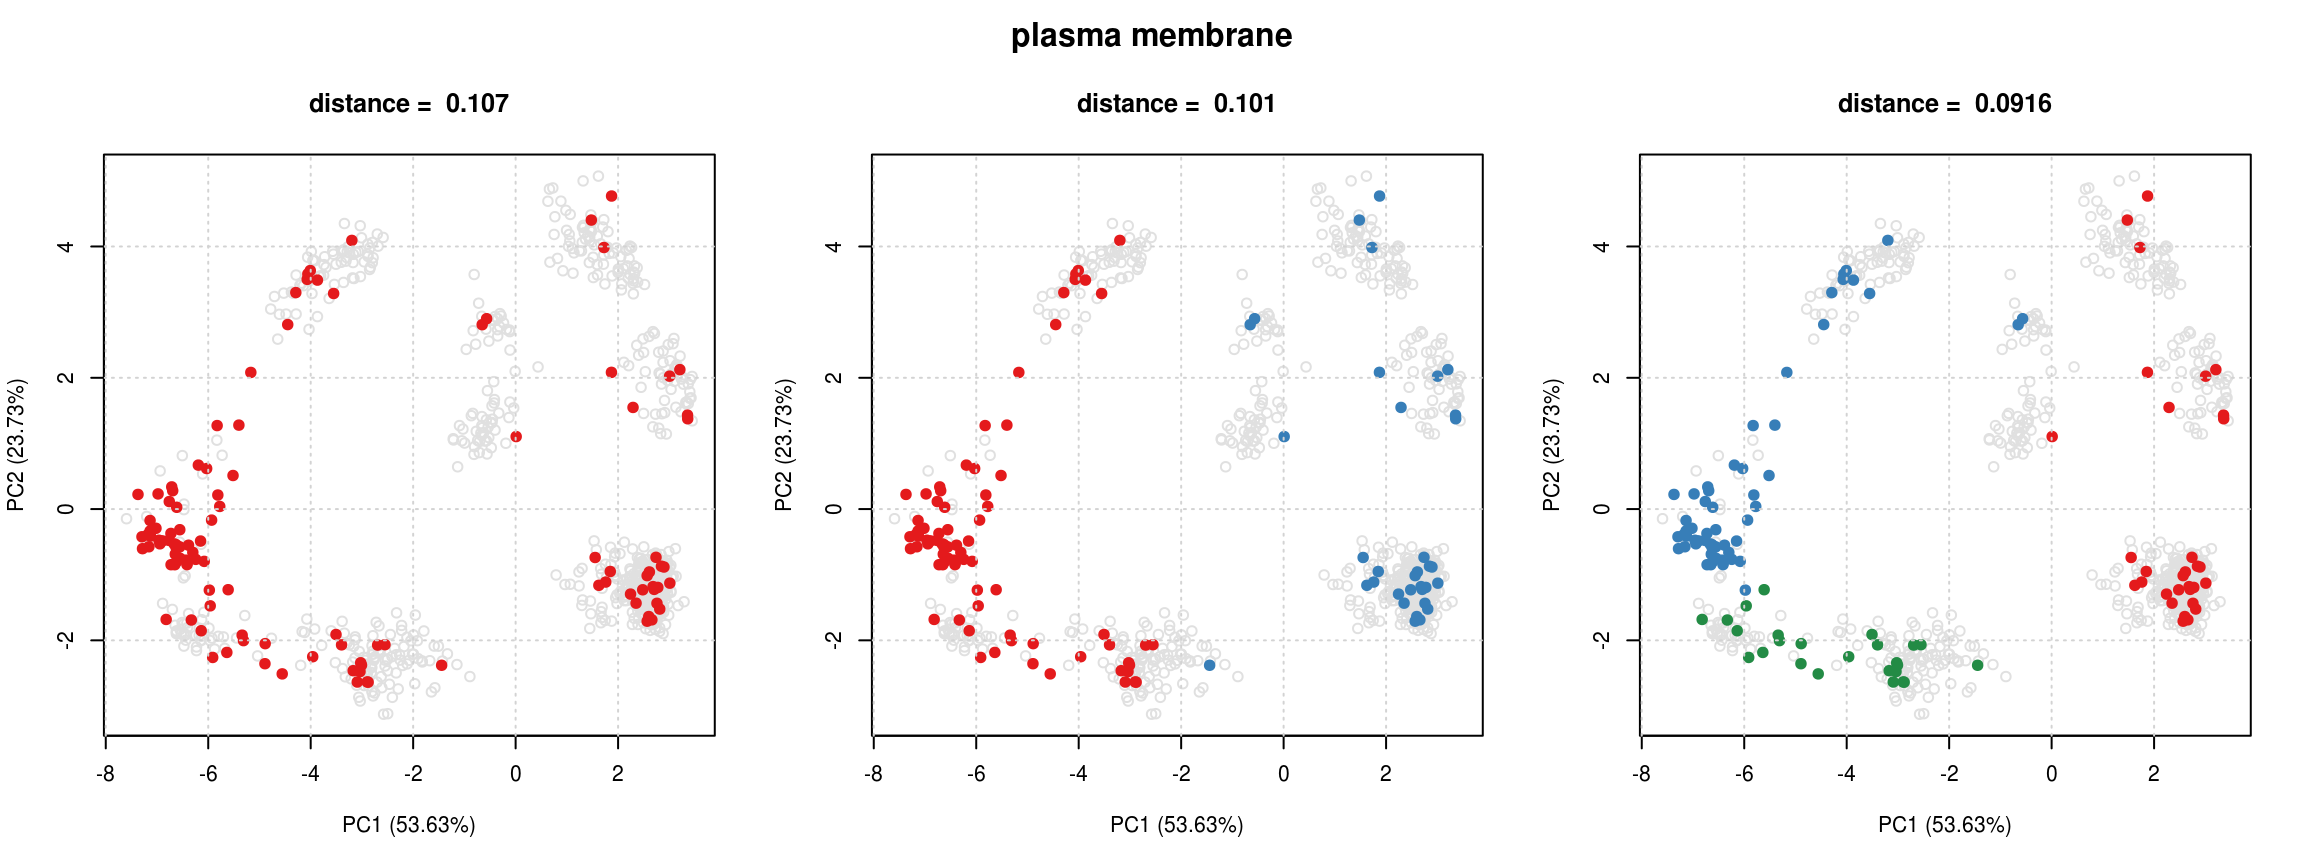 plasma membrane
distance = 0.107
distance = 0.101
distance = 0.0916
PC2 (23.73%)
4
2
0
-2
-8 -6 -4 -2 0 2
PC1 (53.63%)
PC2 (23.73%)
4
2
0
-2
-8 -6 -4 -2 0 2
PC1 (53.63%)
PC2 (23.73%)
4
2
0
-2
-8 -6 -4 -2 0 2
PC1 (53.63%)